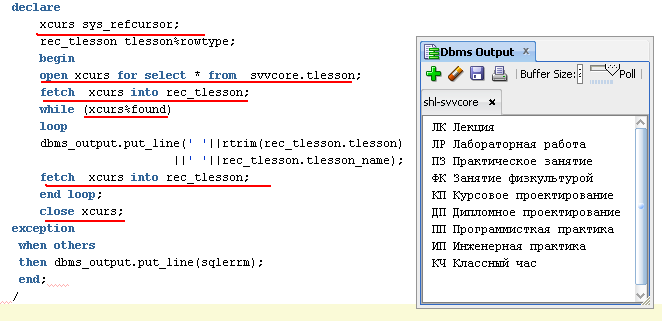 declare
xcurs sys_refcursor;
rec_tlesson tlesson%rowtype;
begin
open xcurs for select * from svvcore.tlesson;
fetch xcurs into rec_tlesson;
while (xcurs%found)
loop
dbms_output.put_line(' '||rtrim(rec_tlesson.tlesson)
||' '||rec_tlesson.tlesson_name);
fetch xcurs into rec_tlesson;
end loop;
close xcurs;
exception
when others
then dbms_output.put_line(sqlerrm);
end;
/
Dbms Output x
Buffer Size: Poll
shl-svvcore x
ЛК Лекция
ЛР Лабораторная работа
ПЗ Практическое занятие
ФК Занятие физкультурой
КП Курсовое проектирование
ДП Дипломное проектирование
ПП Программисткая практика
ИП Инженерная практика
КЧ Классный час